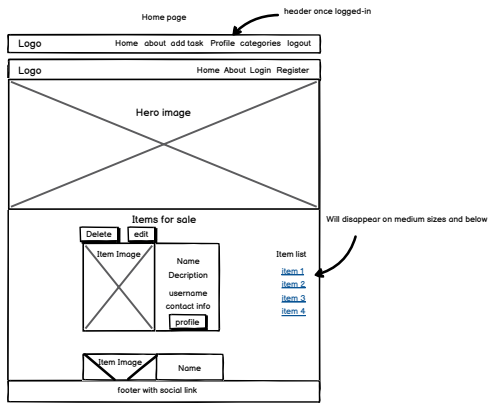 Home page
header once logged-in
Logo Home about add task Profile categories logout
Logo Home About Login Register
Hero image
Items for sale
Will disappear on medium sizes and below
Delete edit
Item Image
Name
Decription
username
contact info
profile
Item list
item 1
item 2
item 3
item 4
Item Image Name
footer with social link